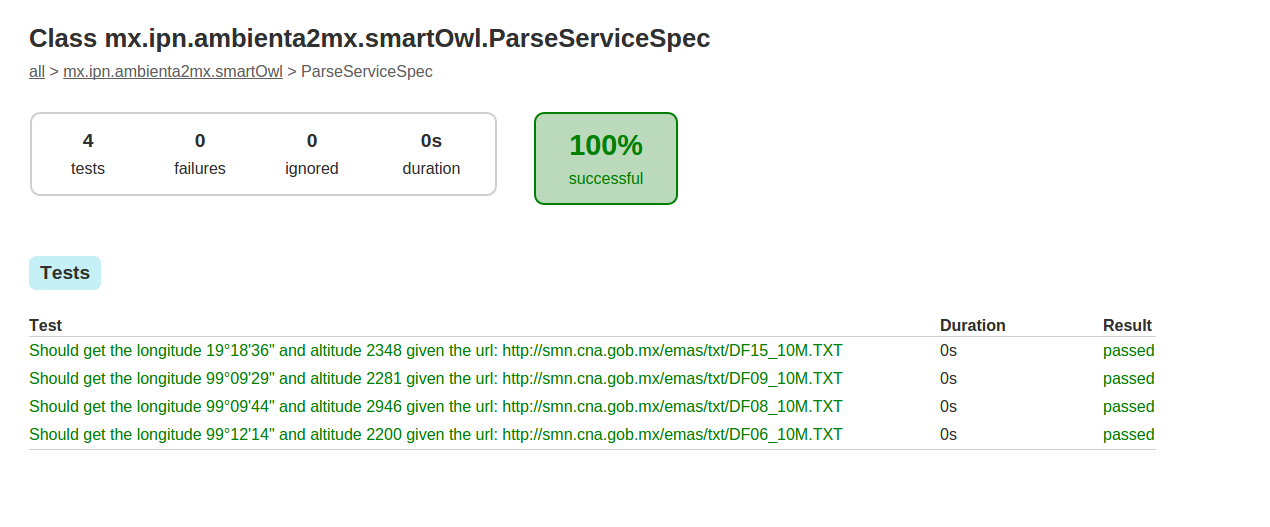 Class mx.ipn.ambienta2mx.smartOwl.ParseServiceSpec
all > mx.ipn.ambienta2mx.smartOwl > ParseServiceSpec
4 0 0 0s
tests failures ignored duration
100%
successful
Tests
Test Duration Result
Should get the longitude 19°18'36" and altitude 2348 given the url: http://smn.cna.gob.mx/emas/txt/DF15_10M.TXT 0s passed
Should get the longitude 99°09'29" and altitude 2281 given the url: http://smn.cna.gob.mx/emas/txt/DF09_10M.TXT 0s passed
Should get the longitude 99°09'44" and altitude 2946 given the url: http://smn.cna.gob.mx/emas/txt/DF08_10M.TXT 0s passed
Should get the longitude 99°12'14" and altitude 2200 given the url: http://smn.cna.gob.mx/emas/txt/DF06_10M.TXT 0s passed